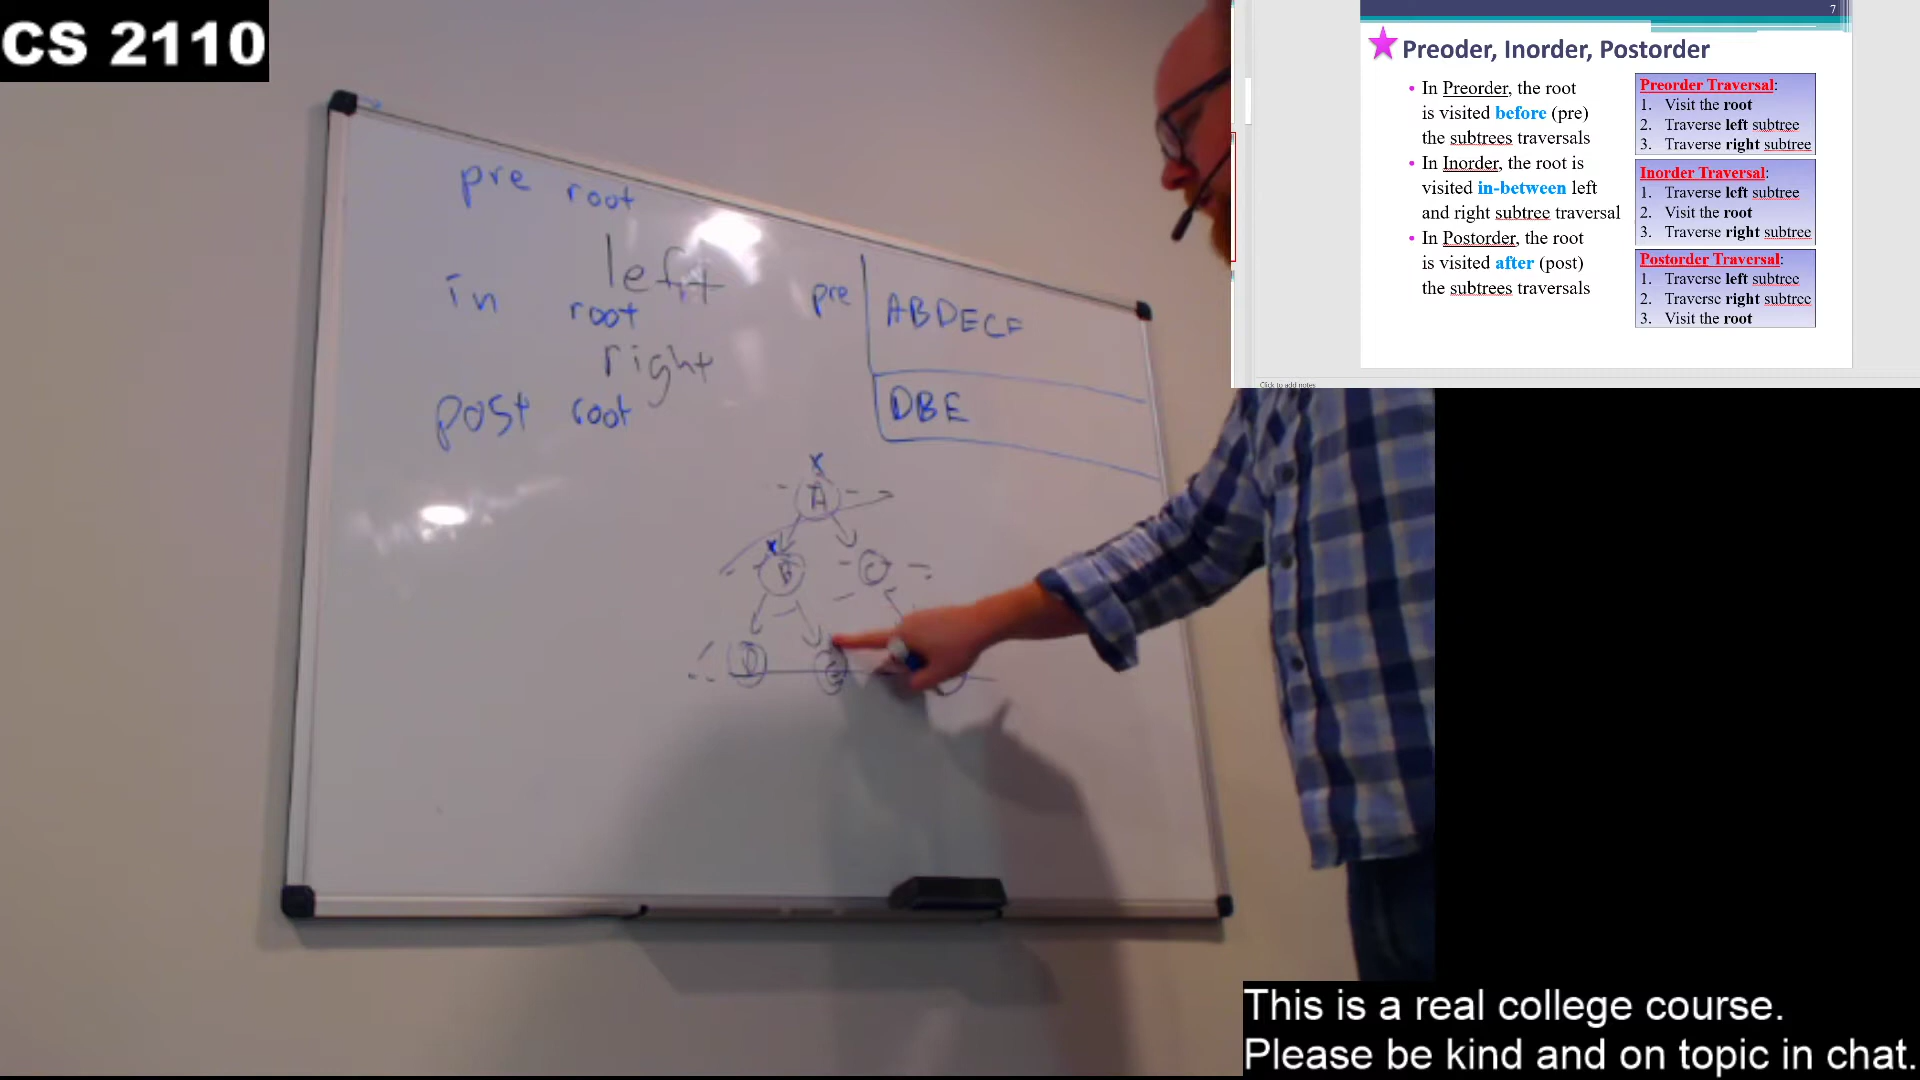 CS 2110
pre root
left
in root
right
post root
pre
ABDECF
DBE
x
A
x
B
C
D
E
7
Preoder, Inorder, Postorder
• In Preorder, the root
is visited before (pre)
the subtrees traversals
• In Inorder, the root is
visited in-between left
and right subtree traversal
• In Postorder, the root
is visited after (post)
the subtrees traversals
Preorder Traversal:
1. Visit the root
2. Traverse left subtree
3. Traverse right subtree
Inorder Traversal:
1. Traverse left subtree
2. Visit the root
3. Traverse right subtree
Postorder Traversal:
1. Traverse left subtree
2. Traverse right subtree
3. Visit the root
Click to add notes
This is a real college course.
Please be kind and on topic in chat.